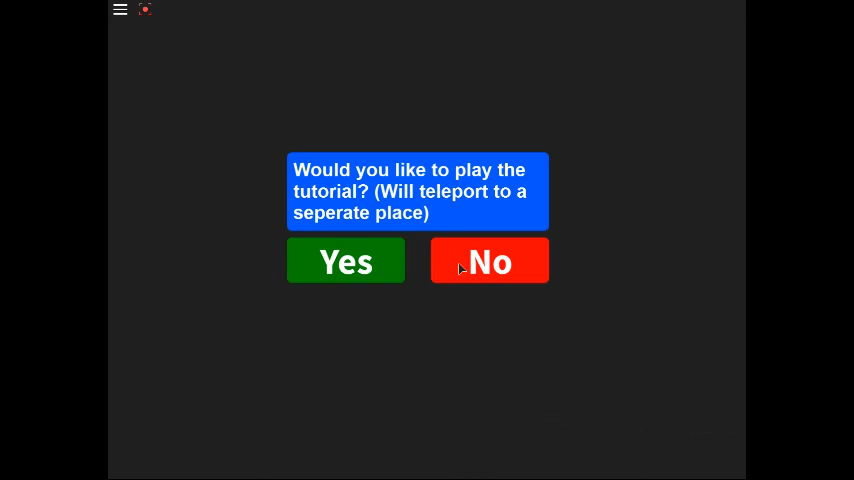 Would you like to play the
tutorial? (Will teleport to a
seperate place)
Yes
No